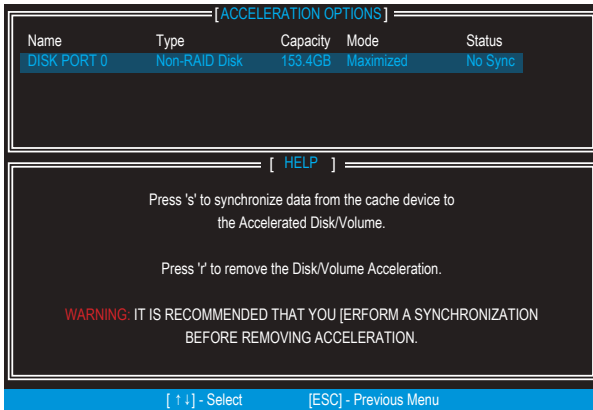 [ACCELERATION OPTIONS]
Name Type Capacity Mode Status
DISK PORT 0 Non-RAID Disk 153.4GB Maximized No Sync
[ HELP ]
Press 's' to synchronize data from the cache device to
the Accelerated Disk/Volume.
Press 'r' to remove the Disk/Volume Acceleration.
WARNING: IT IS RECOMMENDED THAT YOU [ERFORM A SYNCHRONIZATION
BEFORE REMOVING ACCELERATION.
[ ↑↓] - Select [ESC] - Previous Menu